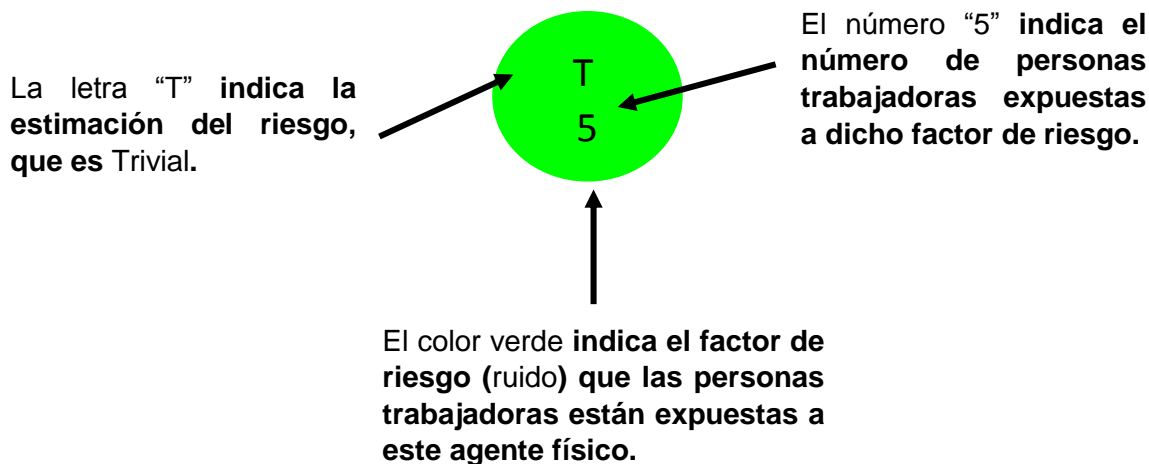 La letra “T” indica la
estimación del riesgo,
que es Trivial.
T
5
El número “5” indica el
número de personas
trabajadoras expuestas
a dicho factor de riesgo.
El color verde indica el factor de
riesgo (ruido) que las personas
trabajadoras están expuestas a
este agente físico.